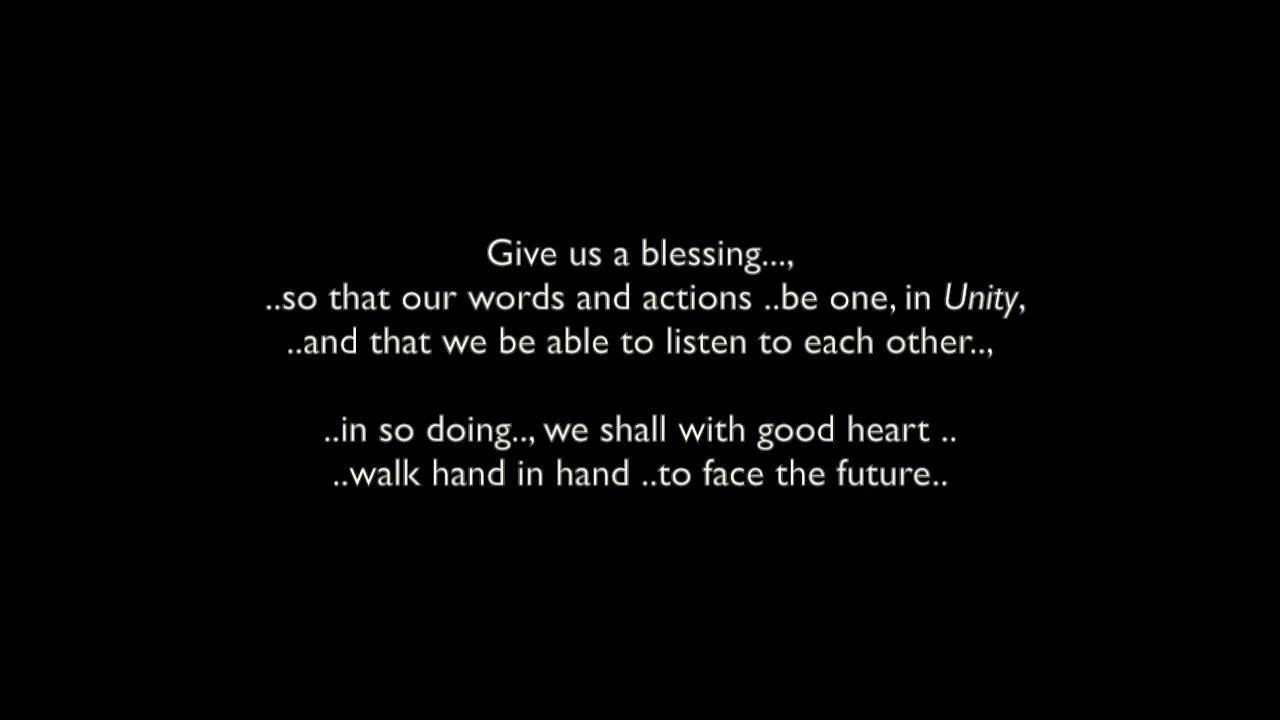 Give us a blessing...,
..so that our words and actions ..be one, in Unity,
..and that we be able to listen to each other..,
..in so doing.., we shall with good heart ..
..walk hand in hand ..to face the future..